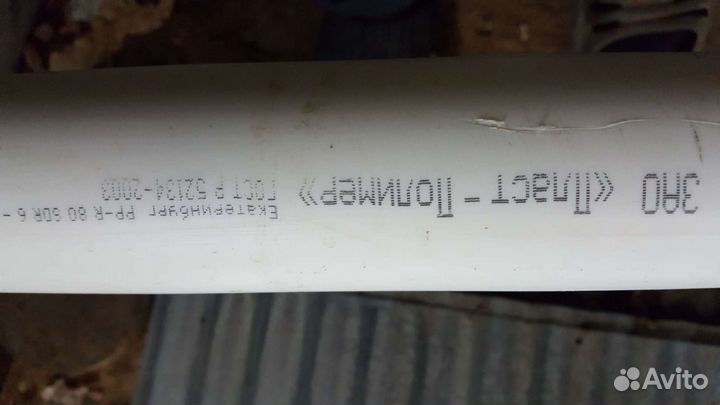 ЗАО «Пласт - Полимер»
Екатеринбург PP-R 80 SDR 6 -
ГОСТ Р 52134-2003
Avito